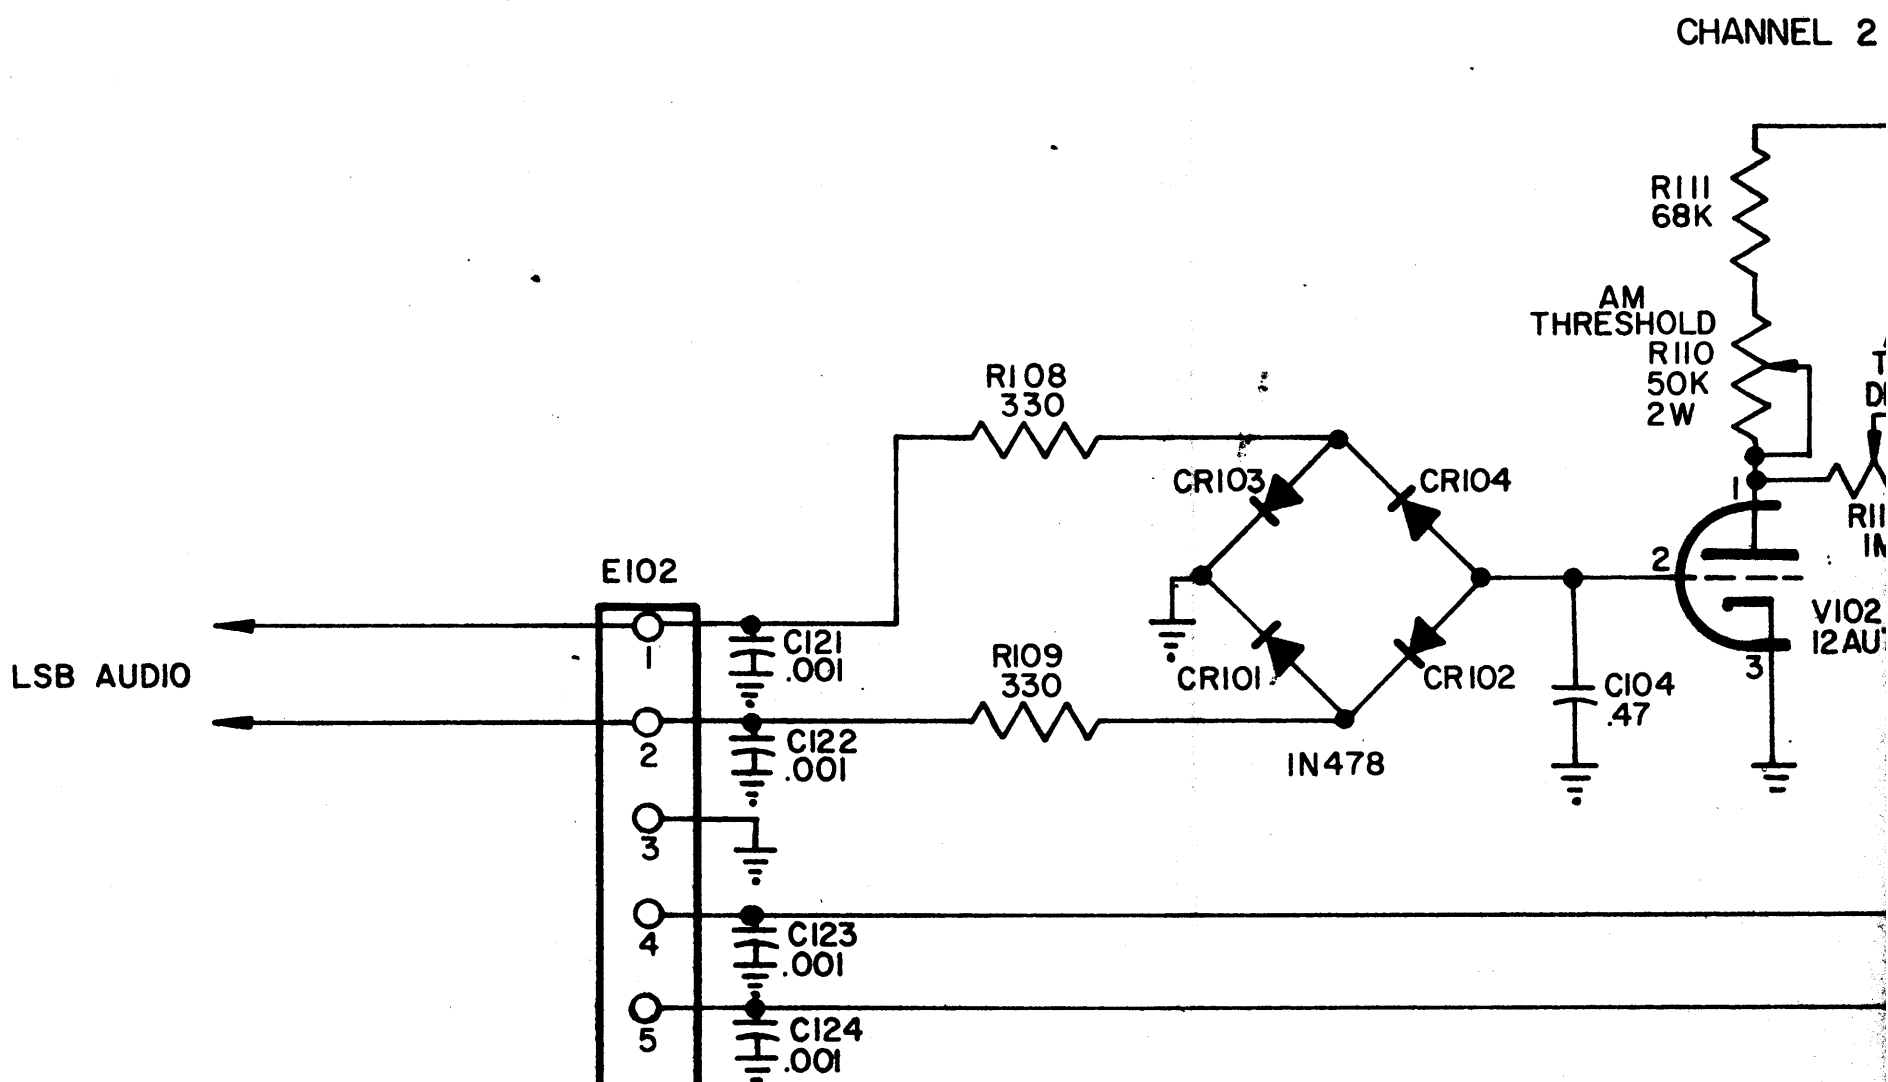 CHANNEL 2
R111
68K
AM
THRESHOLD
R110
50K
2W
R108
330
CR103
CR104
1
E102
2
1
C121
.001
LSB AUDIO
R109
330
CR101
CR102
V102
3
C104
.47
2
C122
.001
1N478
3
4
C123
.001
5
C124
.001